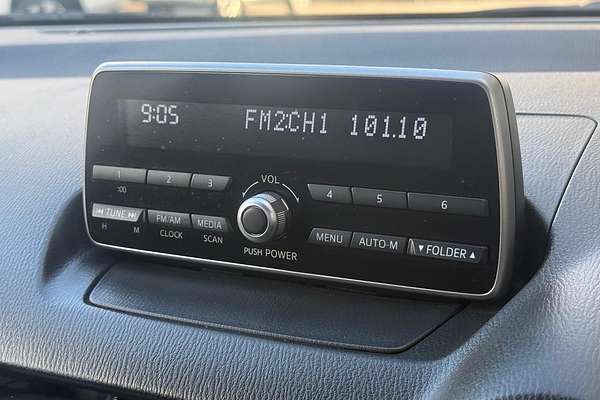 9:05 FM2CH1 101.10
VOL
1 2 3 4 5 6
:00
⏮ TUNE ⏭ FM/AM MEDIA MENU AUTO-M ▼ FOLDER ▲
H M CLOCK SCAN
PUSH POWER